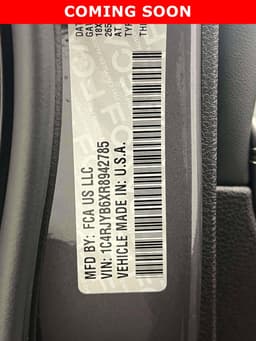 COMING SOON
MFD BY: FCA US LLC
VIN: 1C4RJYB6XR8942785
VEHICLE MADE IN: U.S.A.